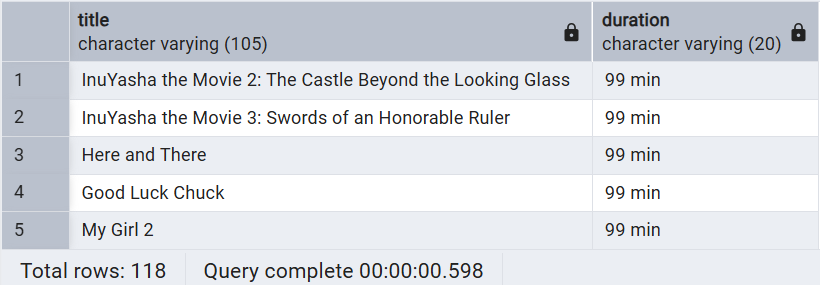 title duration
character varying (105) character varying (20)
1 InuYasha the Movie 2: The Castle Beyond the Looking Glass 99 min
2 InuYasha the Movie 3: Swords of an Honorable Ruler 99 min
3 Here and There 99 min
4 Good Luck Chuck 99 min
5 My Girl 2 99 min
Total rows: 118 Query complete 00:00:00.598